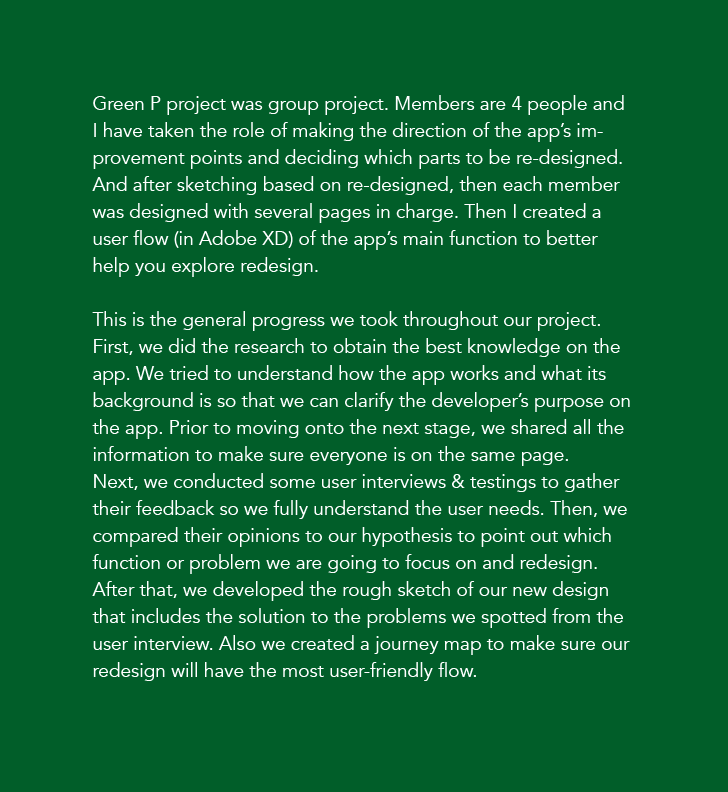 Green P project was group project. Members are 4 people and
I have taken the role of making the direction of the app’s im-
provement points and deciding which parts to be re-designed.
And after sketching based on re-designed, then each member
was designed with several pages in charge. Then I created a
user flow (in Adobe XD) of the app’s main function to better
help you explore redesign.
This is the general progress we took throughout our project.
First, we did the research to obtain the best knowledge on the
app. We tried to understand how the app works and what its
background is so that we can clarify the developer’s purpose on
the app. Prior to moving onto the next stage, we shared all the
information to make sure everyone is on the same page.
Next, we conducted some user interviews & testings to gather
their feedback so we fully understand the user needs. Then, we
compared their opinions to our hypothesis to point out which
function or problem we are going to focus on and redesign.
After that, we developed the rough sketch of our new design
that includes the solution to the problems we spotted from the
user interview. Also we created a journey map to make sure our
redesign will have the most user-friendly flow.